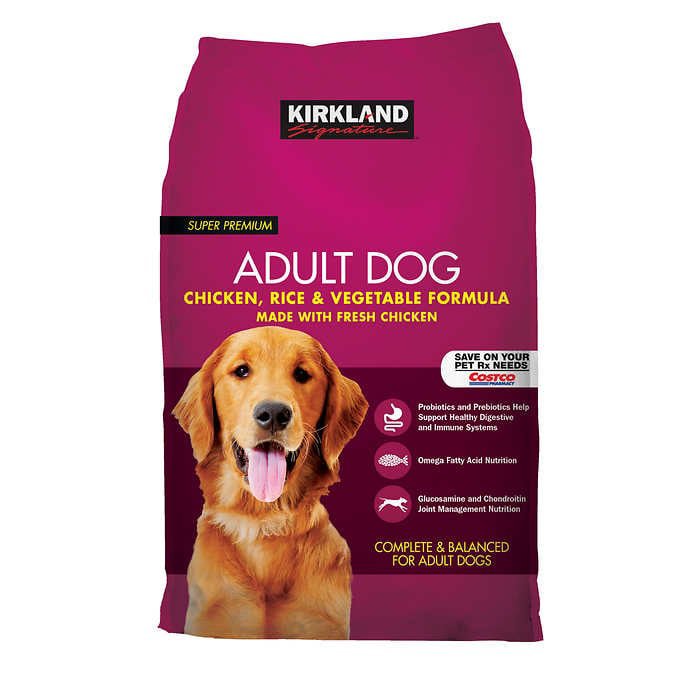 KIRKLAND
Signature
SUPER PREMIUM
ADULT DOG
CHICKEN, RICE & VEGETABLE FORMULA
MADE WITH FRESH CHICKEN
SAVE ON YOUR
PET Rx NEEDS
COSTCO
PHARMACY
Probiotics and Prebiotics Help
Support Healthy Digestive
and Immune Systems
Omega Fatty Acid Nutrition
Glucosamine and Chondroitin
Joint Management Nutrition
COMPLETE & BALANCED
FOR ADULT DOGS